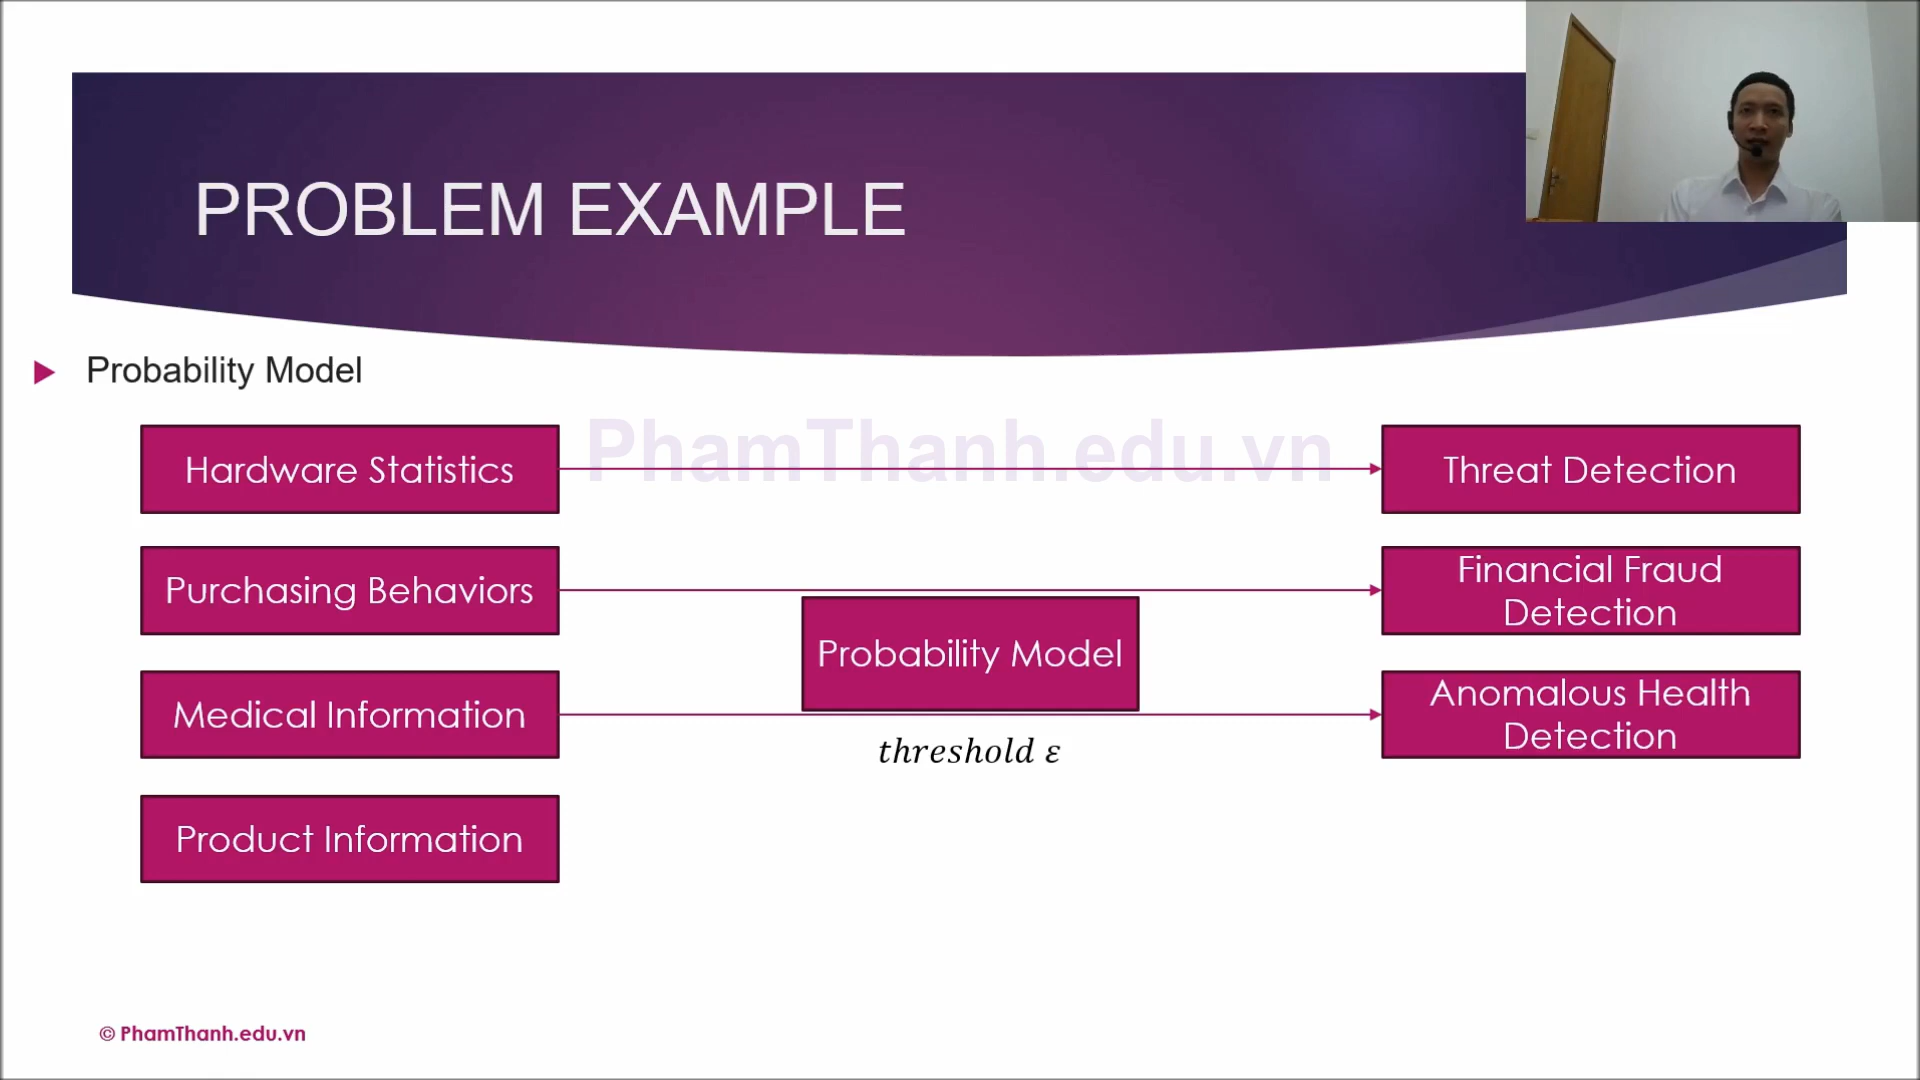 PROBLEM EXAMPLE
Probability Model
PhamThanh.edu.vn
Hardware Statistics
Threat Detection
Purchasing Behaviors
Financial Fraud
Detection
Probability Model
Medical Information
Anomalous Health
Detection
threshold ε
Product Information
© PhamThanh.edu.vn